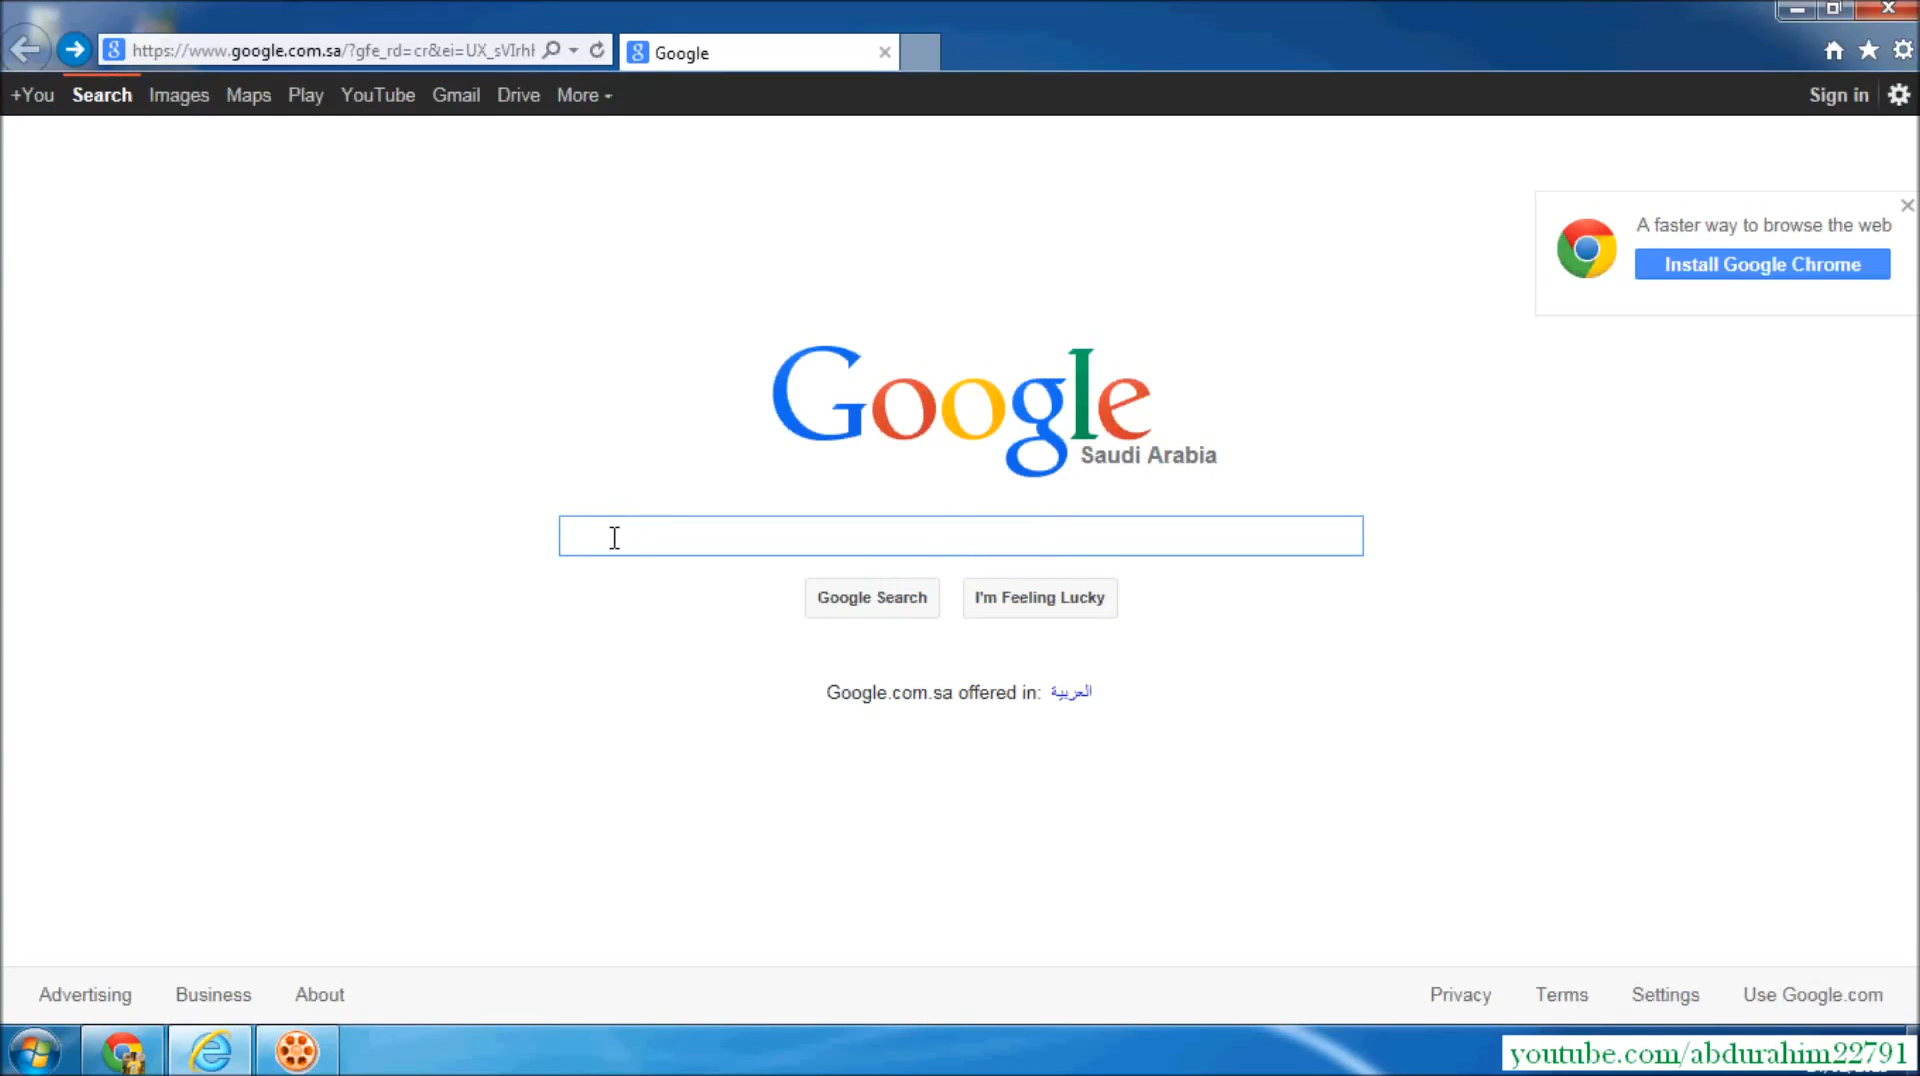 https://www.google.com.sa/?gfe_rd=cr&ei=UX_sVIrhI
Google
+You Search Images Maps Play YouTube Gmail Drive More
Sign in
A faster way to browse the web
Install Google Chrome
Google
Saudi Arabia
Google Search I'm Feeling Lucky
Google.com.sa offered in: العربية
Advertising Business About
Privacy Terms Settings Use Google.com
youtube.com/abdurahim22791